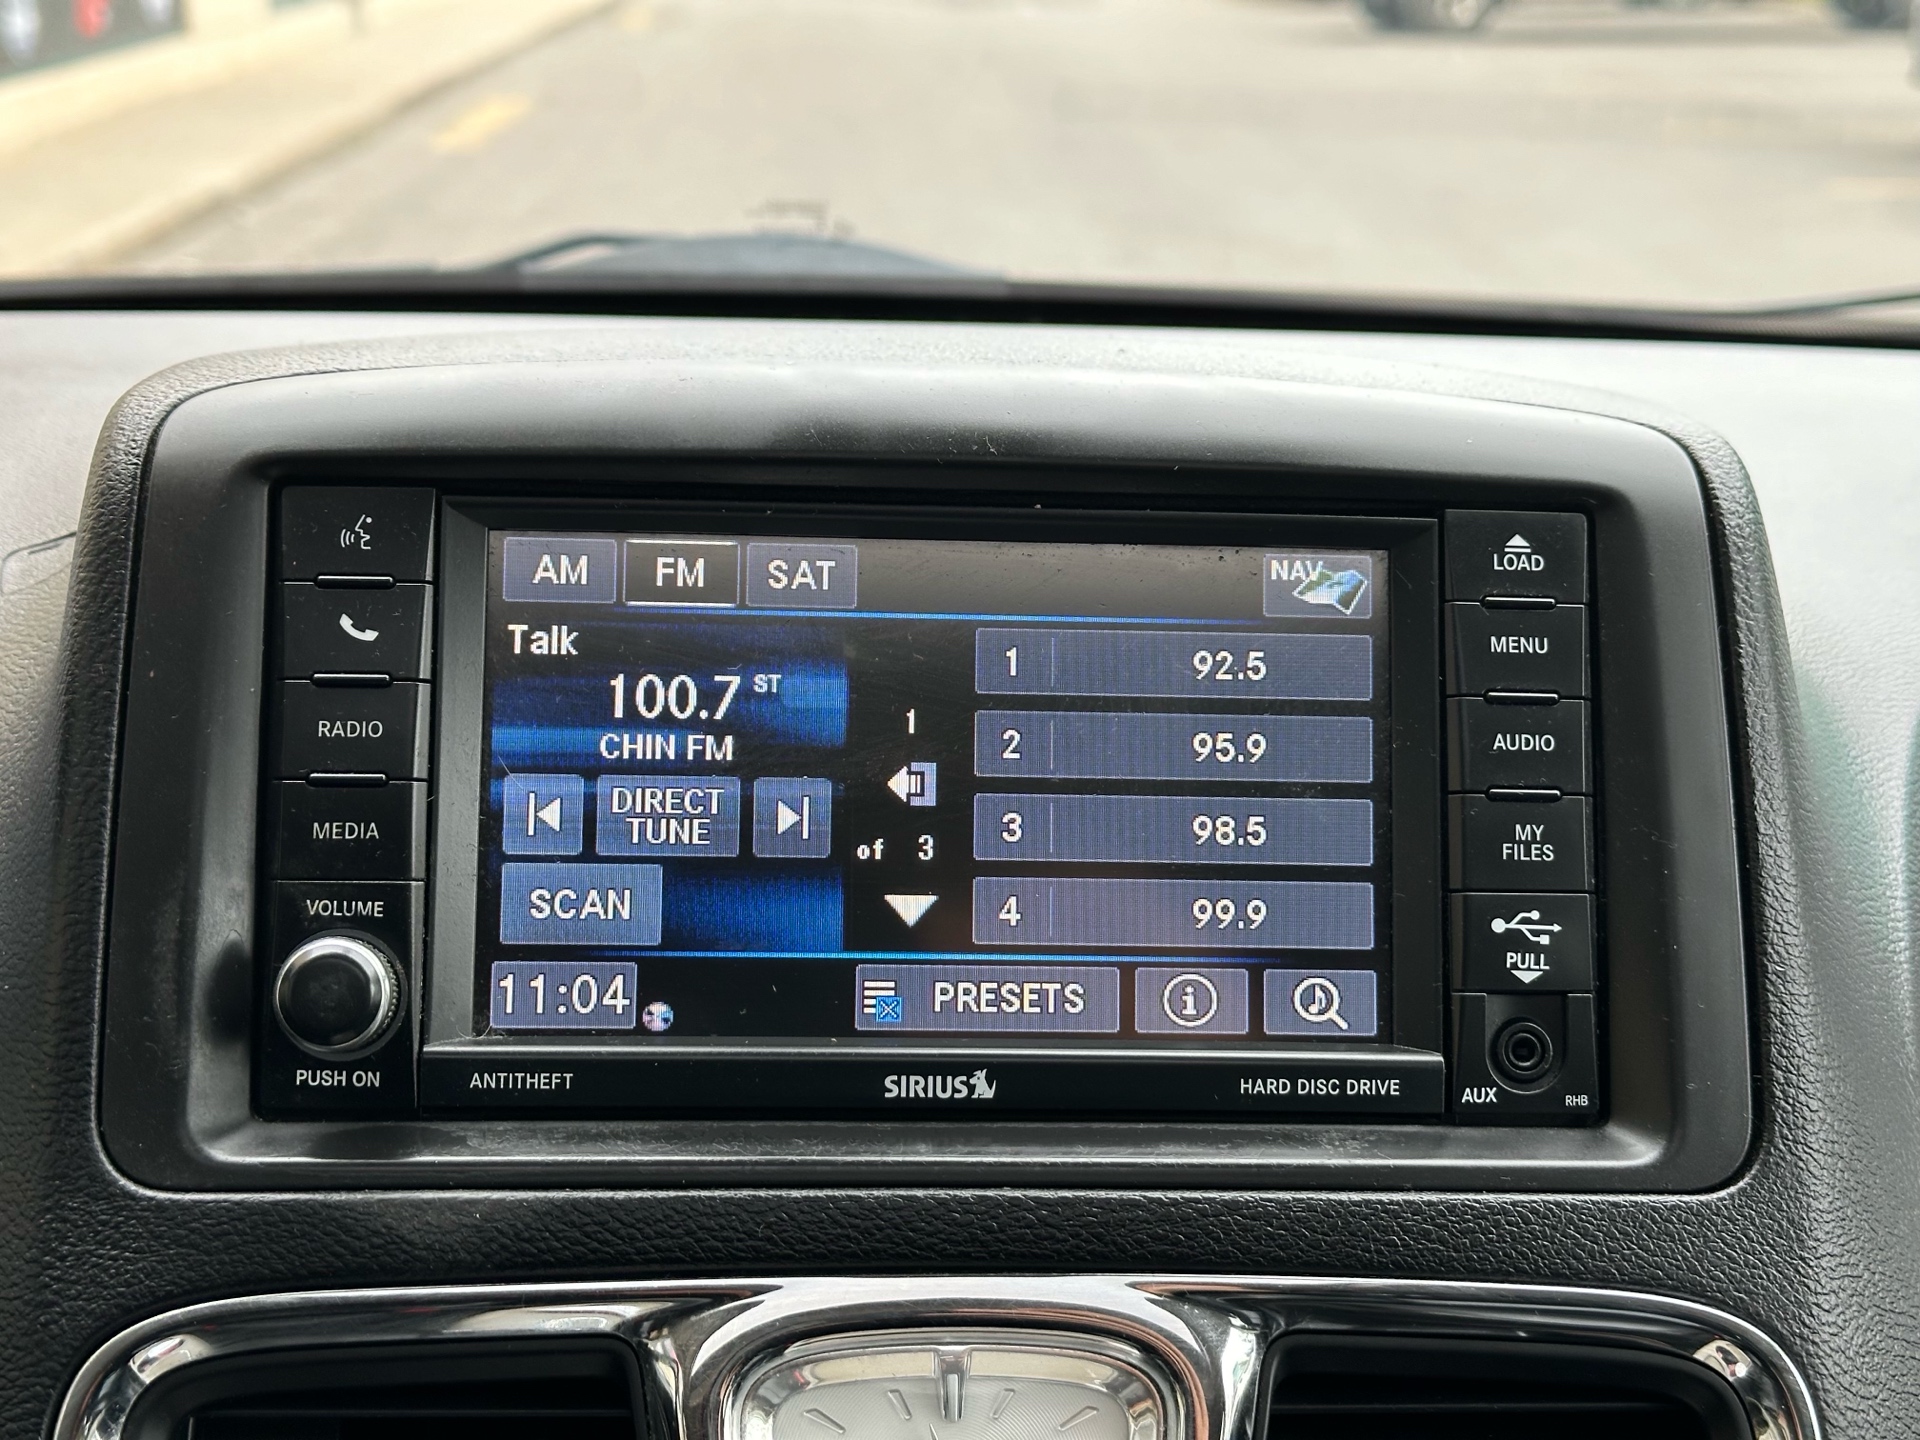 AM FM SAT NAV
Talk
100.7 ST
CHIN FM
DIRECT
TUNE
SCAN
1
of 3
1 92.5
2 95.9
3 98.5
4 99.9
11:04 PRESETS
RADIO
MEDIA
VOLUME
PUSH ON
LOAD
MENU
AUDIO
MY
FILES
PULL
AUX RHB
ANTITHEFT SIRIUS HARD DISC DRIVE